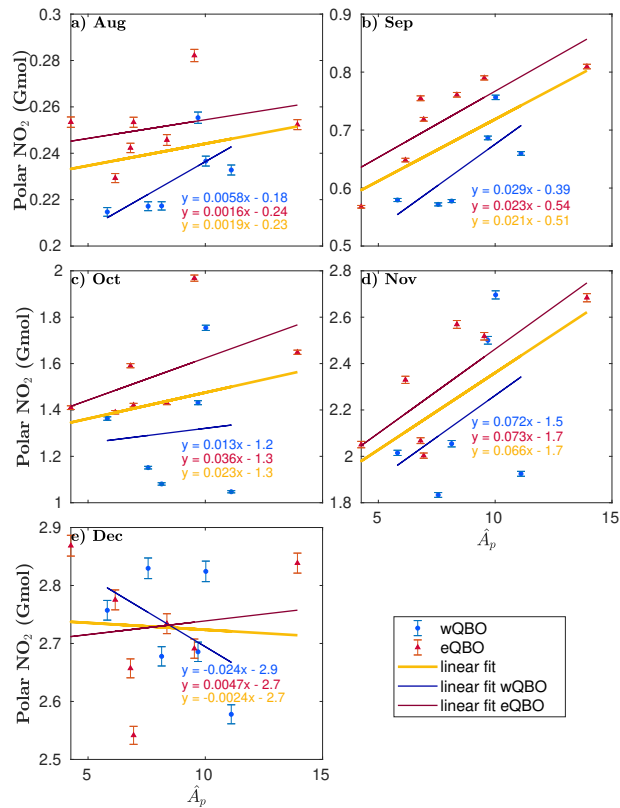 a) Aug
0.3
0.28
0.26
0.24
0.22
0.2
Polar NO₂ (Gmol)
y = 0.0058x - 0.18
y = 0.0016x - 0.24
y = 0.0019x - 0.23
b) Sep
0.9
0.8
0.7
0.6
0.5
y = 0.029x - 0.39
y = 0.023x - 0.54
y = 0.021x - 0.51
c) Oct
2
1.8
1.6
1.4
1.2
1
Polar NO₂ (Gmol)
y = 0.013x - 1.2
y = 0.036x - 1.3
y = 0.023x - 1.3
d) Nov
2.8
2.6
2.4
2.2
2
1.8
y = 0.072x - 1.5
y = 0.073x - 1.7
y = 0.066x - 1.7
5 10 15
Âₚ
e) Dec
2.9
2.8
2.7
2.6
2.5
Polar NO₂ (Gmol)
y = -0.024x - 2.9
y = 0.0047x - 2.7
y = -0.0024x - 2.7
5 10 15
Âₚ
wQBO
eQBO
linear fit
linear fit wQBO
linear fit eQBO